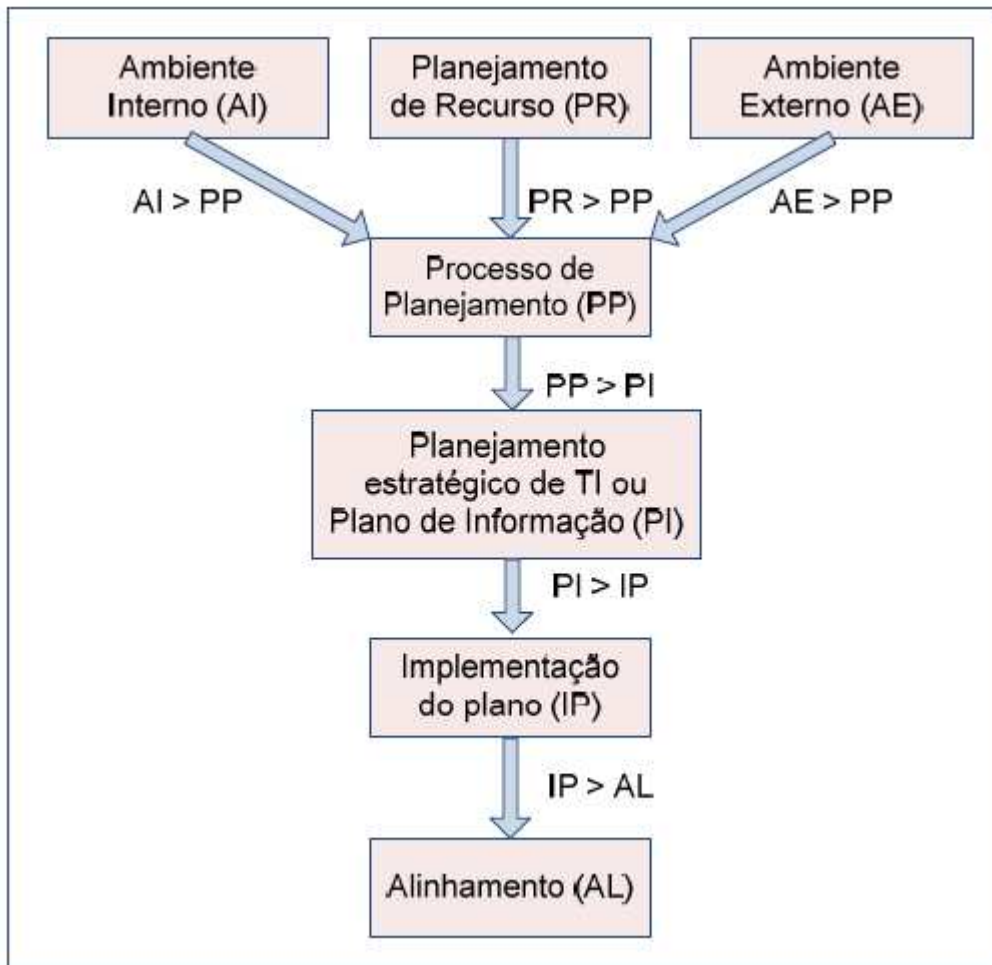 Ambiente
Interno (AI)
Planejamento
de Recurso (PR)
Ambiente
Externo (AE)
AI > PP
PR > PP
AE > PP
Processo de
Planejamento (PP)
PP > PI
Planejamento
estratégico de TI ou
Plano de Informação (PI)
PI > IP
Implementação
do plano (IP)
IP > AL
Alinhamento (AL)